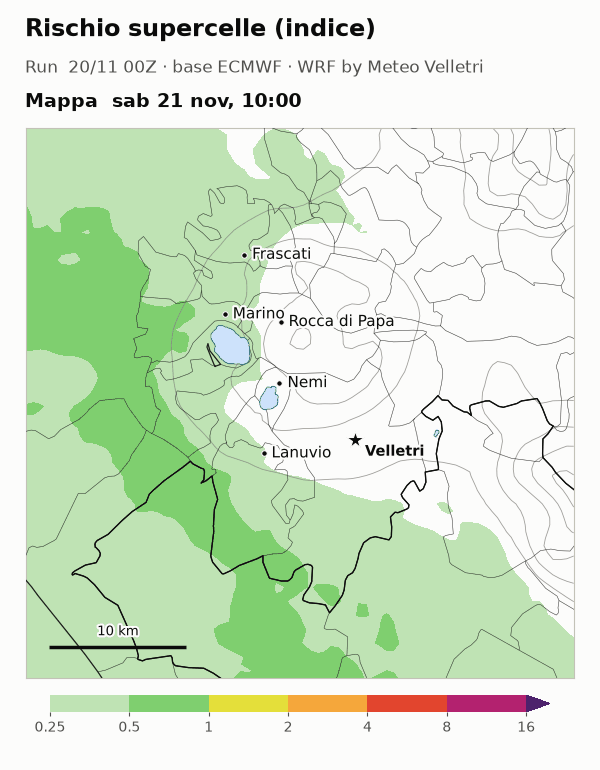 Rischio supercelle (indice)
Run  20/11 00Z · base ECMWF · WRF by Meteo Velletri
Mappa  sab 21 nov, 10:00
Frascati
Marino
Rocca di Papa
Nemi
Velletri
Lanuvio
10 km
0.25 0.5 1 2 4 8 16